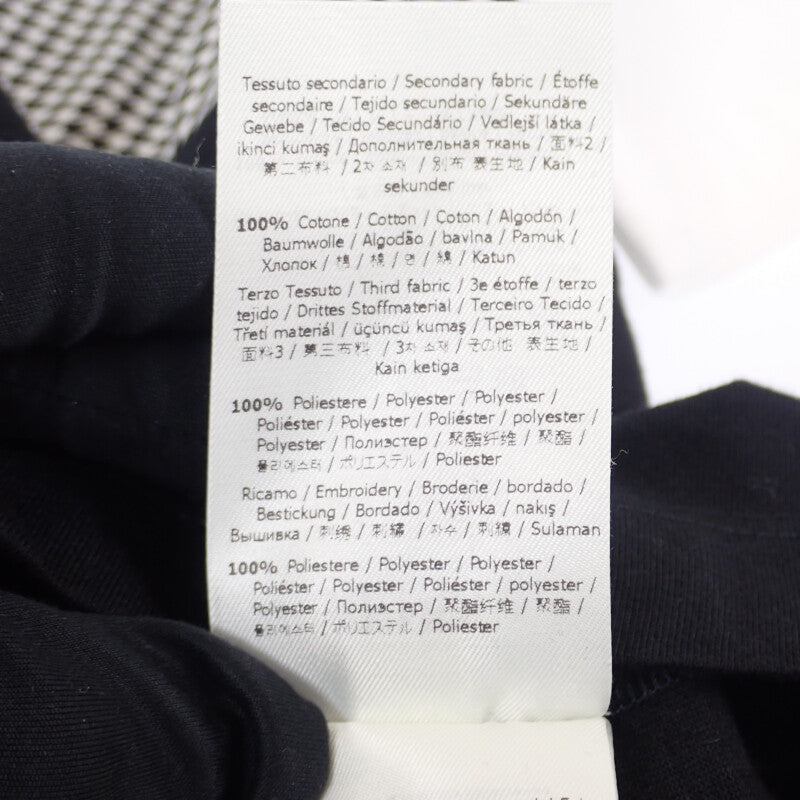 Tessuto secondario / Secondary fabric / Étoffe
secondaire / Tejido secundario / Sekundäre
Gewebe / Tecido Secundário / Vedlejší látka /
ikinci kumaş / Дополнительная ткань / 面料2 /
第二布料 / 2차 소재 / 別布 表生地 / Kain
sekunder
100% Cotone / Cotton / Coton / Algodón /
Baumwolle / Algodão / bavlna / Pamuk /
Хлопок / 棉 / 棉 / 면 / 綿 / Katun
Terzo Tessuto / Third fabric / 3e étoffe / terzo
tejido / Drittes Stoffmaterial / Terceiro Tecido /
Třetí materiál / üçüncü kumaş / Третья ткань /
面料3 / 第三布料 / 3차 소재 / その他 表生地 /
Kain ketiga
100% Poliestere / Polyester / Polyester /
Poliéster / Polyester / Poliéster / polyester /
Polyester / Полиэстер / 聚酯纤维 / 聚酯 /
폴리에스터 / ポリエステル / Poliester
Ricamo / Embroidery / Broderie / bordado /
Bestickung / Bordado / Výšivka / nakiş /
Вышивка / 刺绣 / 刺繡 / 자수 / 刺繍 / Sulaman
100% Poliestere / Polyester / Polyester /
Poliéster / Polyester / Poliéster / polyester /
Polyester / Полиэстер / 聚酯纤维 / 聚酯 /
폴리에스터 / ポリエステル / Poliester